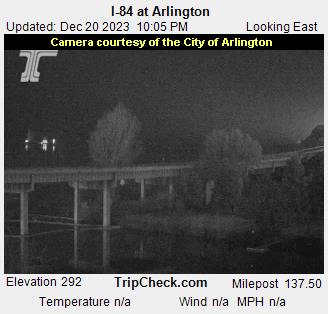 I-84 at Arlington
Updated: Dec 20 2023 10:05 PM Looking East
Camera courtesy of the City of Arlington
Elevation 292 TripCheck.com Milepost 137.50
Temperature n/a Wind n/a MPH n/a